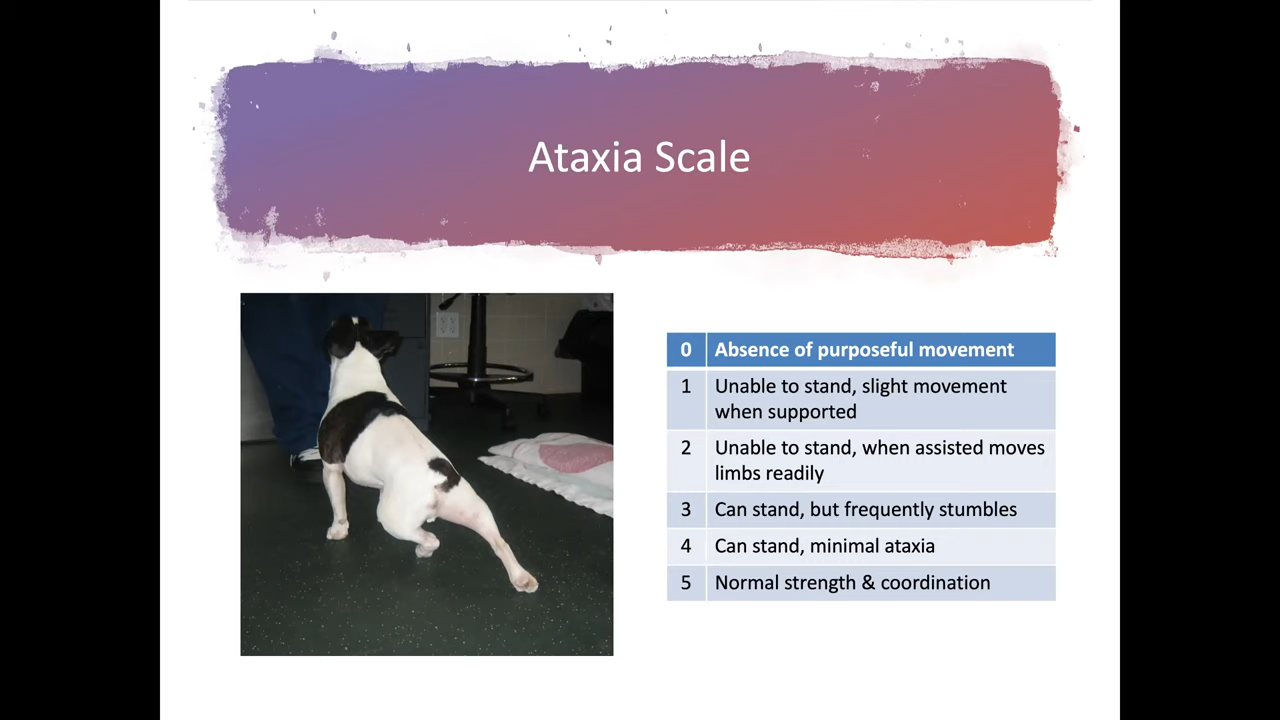 Ataxia Scale
0 Absence of purposeful movement
1 Unable to stand, slight movement
when supported
2 Unable to stand, when assisted moves
limbs readily
3 Can stand, but frequently stumbles
4 Can stand, minimal ataxia
5 Normal strength & coordination